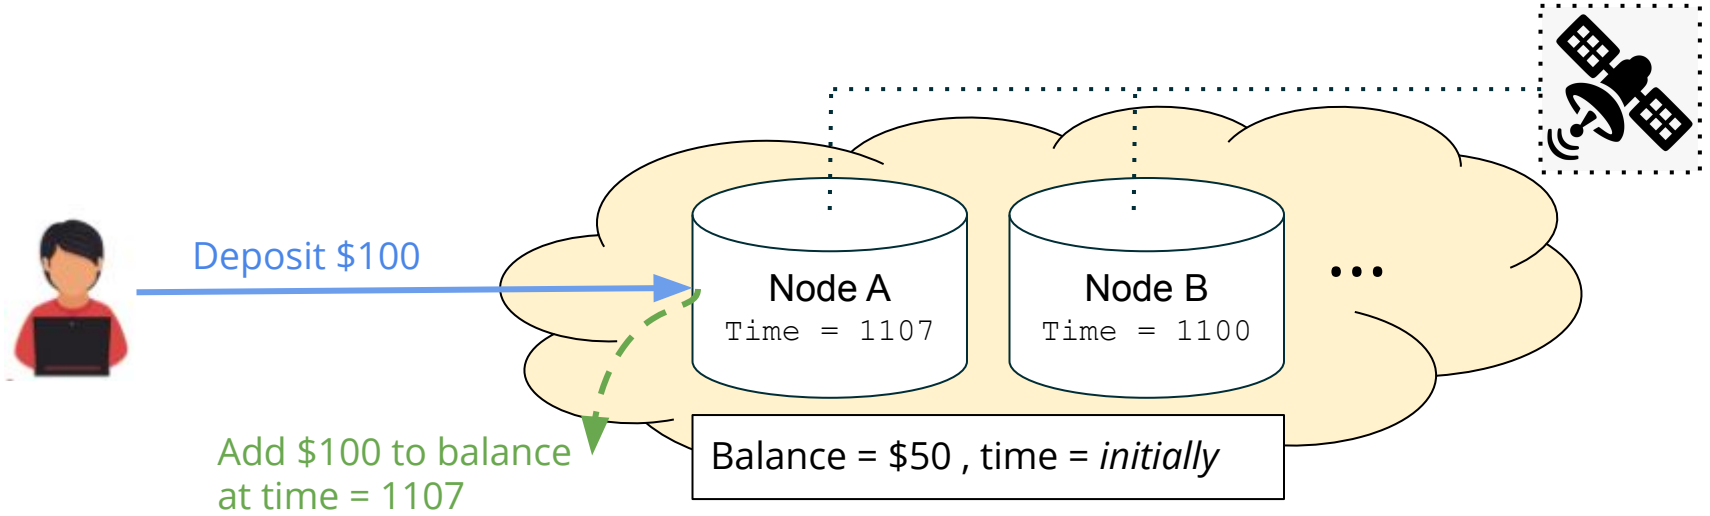 Deposit $100
Node A
Time = 1107
Node B
Time = 1100
...
Add $100 to balance
at time = 1107
Balance = $50 , time = initially